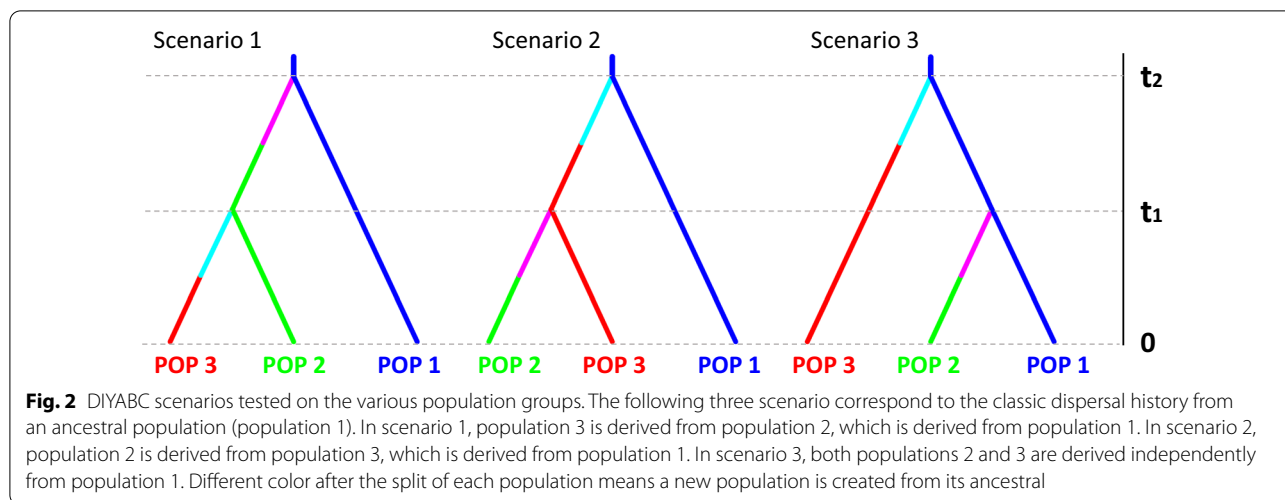 Scenario 1 Scenario 2 Scenario 3
t2
t1
0
POP 3 POP 2 POP 1 POP 2 POP 3 POP 1 POP 3 POP 2 POP 1
Fig. 2 DIYABC scenarios tested on the various population groups. The following three scenario correspond to the classic dispersal history from
an ancestral population (population 1). In scenario 1, population 3 is derived from population 2, which is derived from population 1. In scenario 2,
population 2 is derived from population 3, which is derived from population 1. In scenario 3, both populations 2 and 3 are derived independently
from population 1. Different color after the split of each population means a new population is created from its ancestral